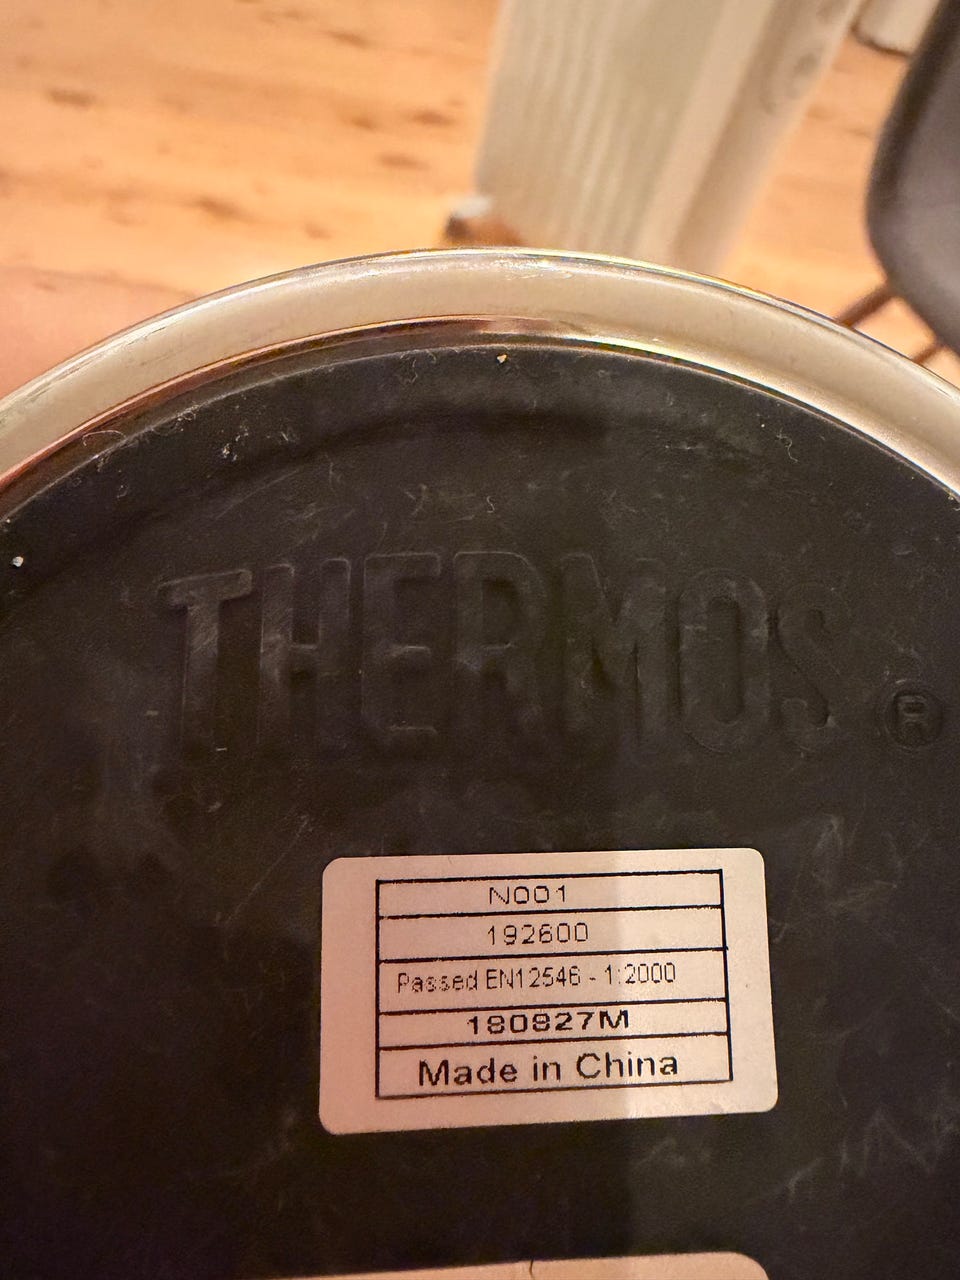 THERMOS ®
N001
192600
Passed EN12546 - 1:2000
180827M
Made in China